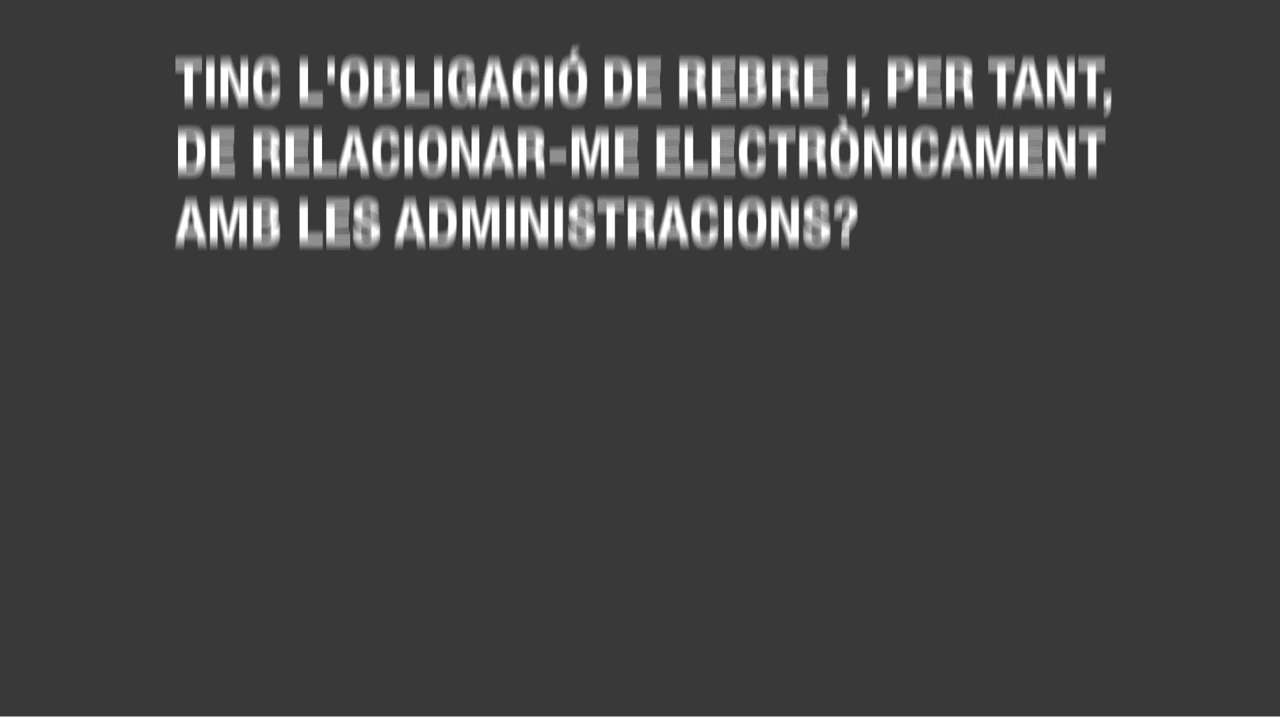 TINC L'OBLIGACIÓ DE REBRE I, PER TANT,
DE RELACIONAR-ME ELECTRÒNICAMENT
AMB LES ADMINISTRACIONS?